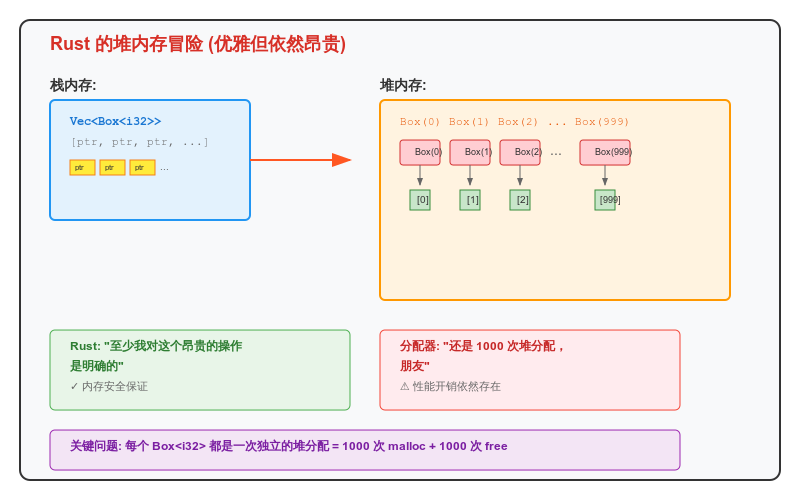 Rust 的堆内存冒险 (优雅但依然昂贵)
栈内存:
堆内存:
Vec<Box<i32>>
[ptr, ptr, ptr, ...]
ptr ptr ptr ...
Box(0) Box(1) Box(2) ... Box(999)
Box(0) Box(1) Box(2) ... Box(999)
[0] [1] [2] [999]
Rust: "至少我对这个昂贵的操作
是明确的"
✓ 内存安全保证
分配器: "还是 1000 次堆分配，
朋友"
⚠ 性能开销依然存在
关键问题: 每个 Box<i32> 都是一次独立的堆分配 = 1000 次 malloc + 1000 次 free